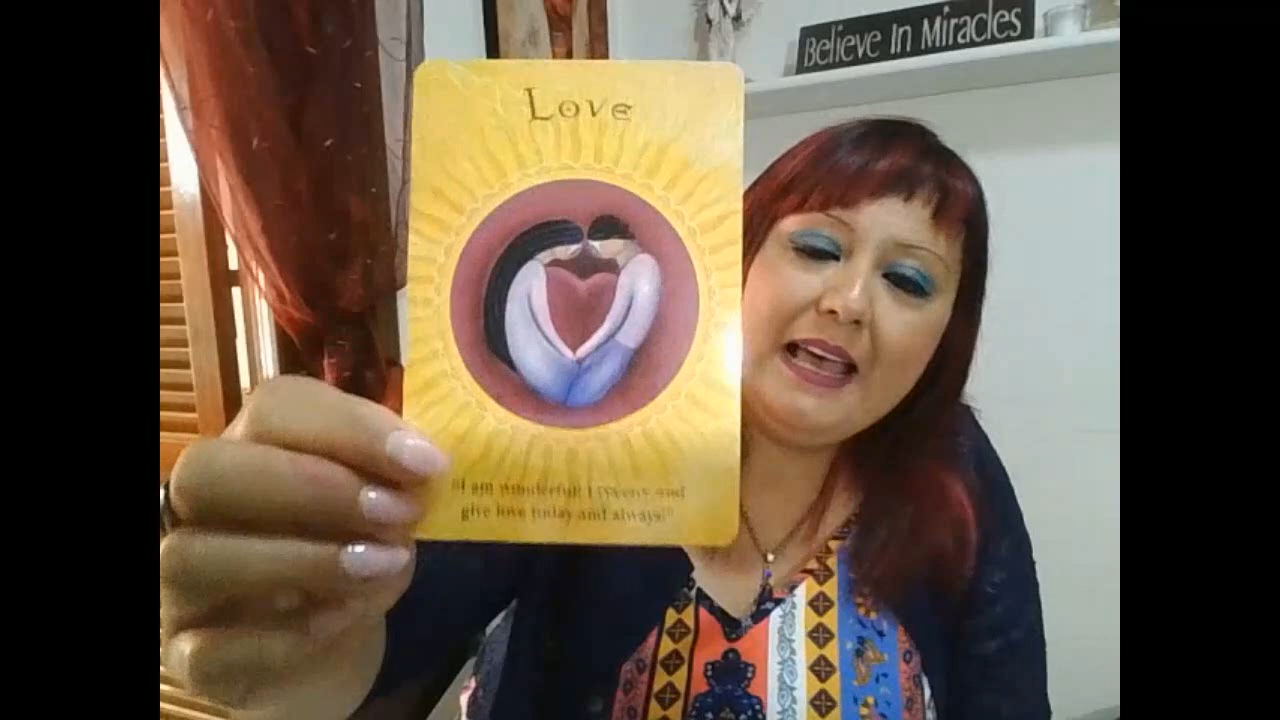 Believe In Miracles
Love
"I am wonderful! I receive and
give love today and always!"